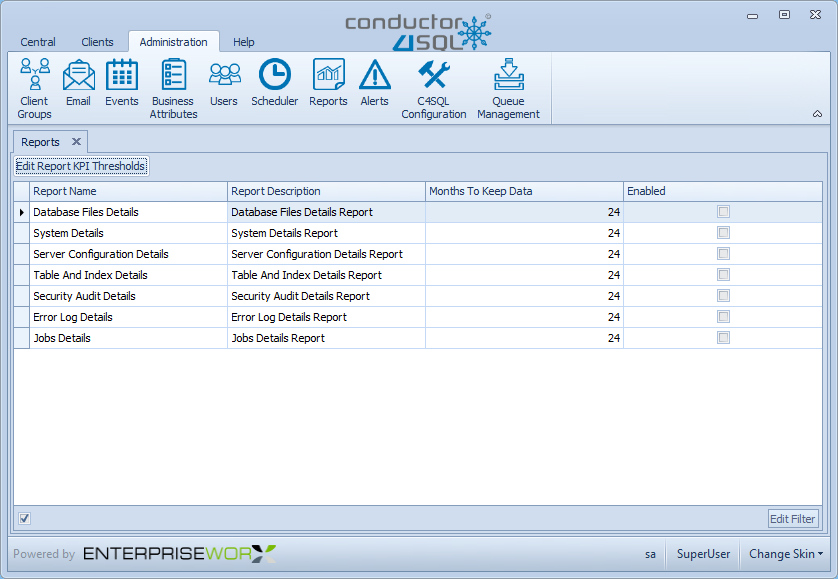 conductor
4SQL
Central Clients Administration Help
Client Groups Email Events Business Attributes Users Scheduler Reports Alerts C4SQL Configuration Queue Management
Reports
Edit Report KPI Thresholds
Report Name Report Description Months To Keep Data Enabled
Database Files Details Database Files Details Report 24
System Details System Details Report 24
Server Configuration Details Server Configuration Details Report 24
Table And Index Details Table And Index Details Report 24
Security Audit Details Security Audit Details Report 24
Error Log Details Error Log Details Report 24
Jobs Details Jobs Details Report 24
Edit Filter
Powered by ENTERPRISEWORX sa SuperUser Change Skin